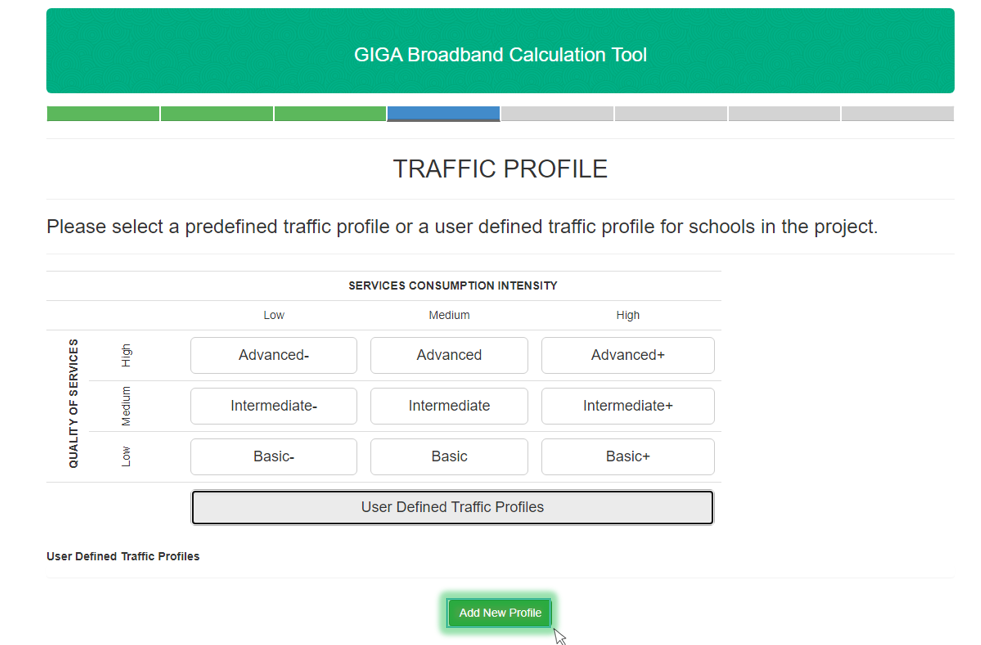 GIGA Broadband Calculation Tool
TRAFFIC PROFILE
Please select a predefined traffic profile or a user defined traffic profile for schools in the project.
SERVICES CONSUMPTION INTENSITY
Low Medium High
QUALITY OF SERVICES
High
Advanced- Advanced Advanced+
Medium
Intermediate- Intermediate Intermediate+
Low
Basic- Basic Basic+
User Defined Traffic Profiles
User Defined Traffic Profiles
Add New Profile